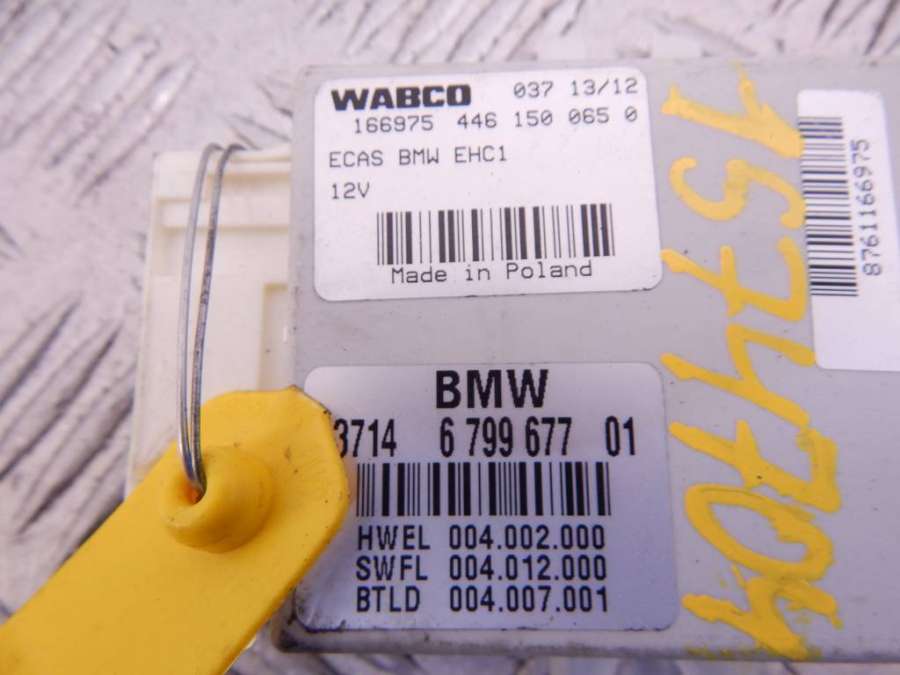 WABCO 037 13/12
166975 446 150 065 0
ECAS BMW EHC1
12V
Made in Poland
BMW
3714 6 799 677 01
HWEL 004.002.000
SWFL 004.012.000
BTLD 004.007.001
1574704
8761166975